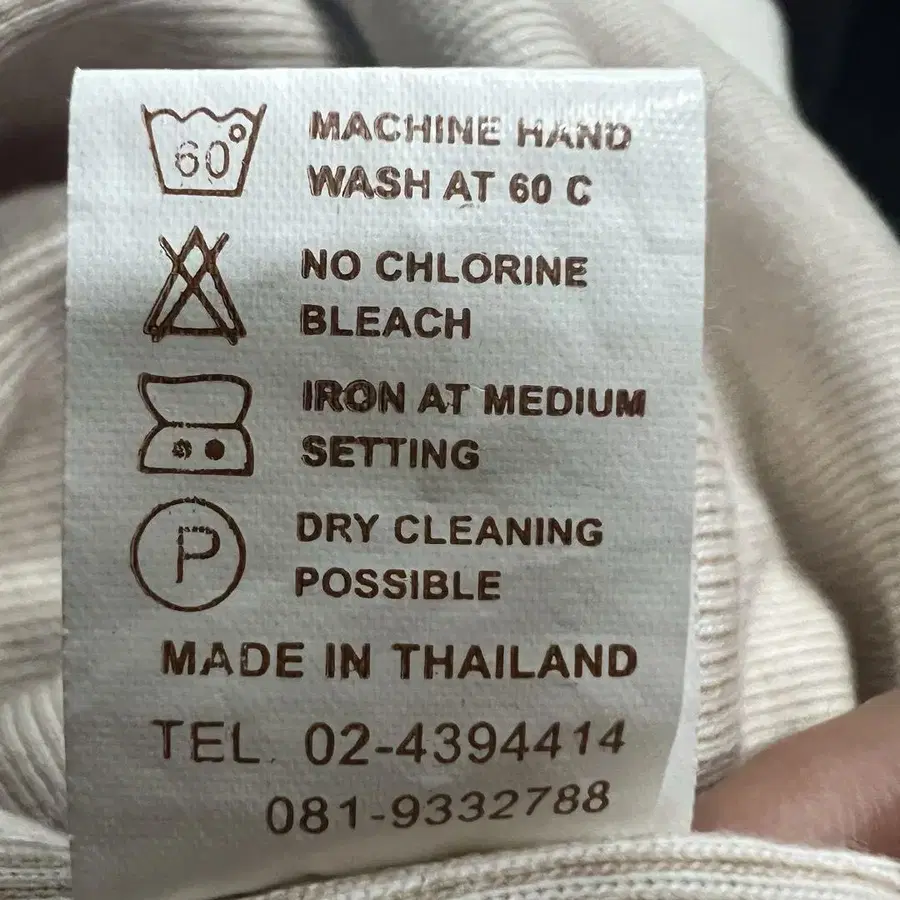 60°
MACHINE HAND
WASH AT 60 C
NO CHLORINE
BLEACH
IRON AT MEDIUM
SETTING
P
DRY CLEANING
POSSIBLE
MADE IN THAILAND
TEL. 02-4394414
081-9332788